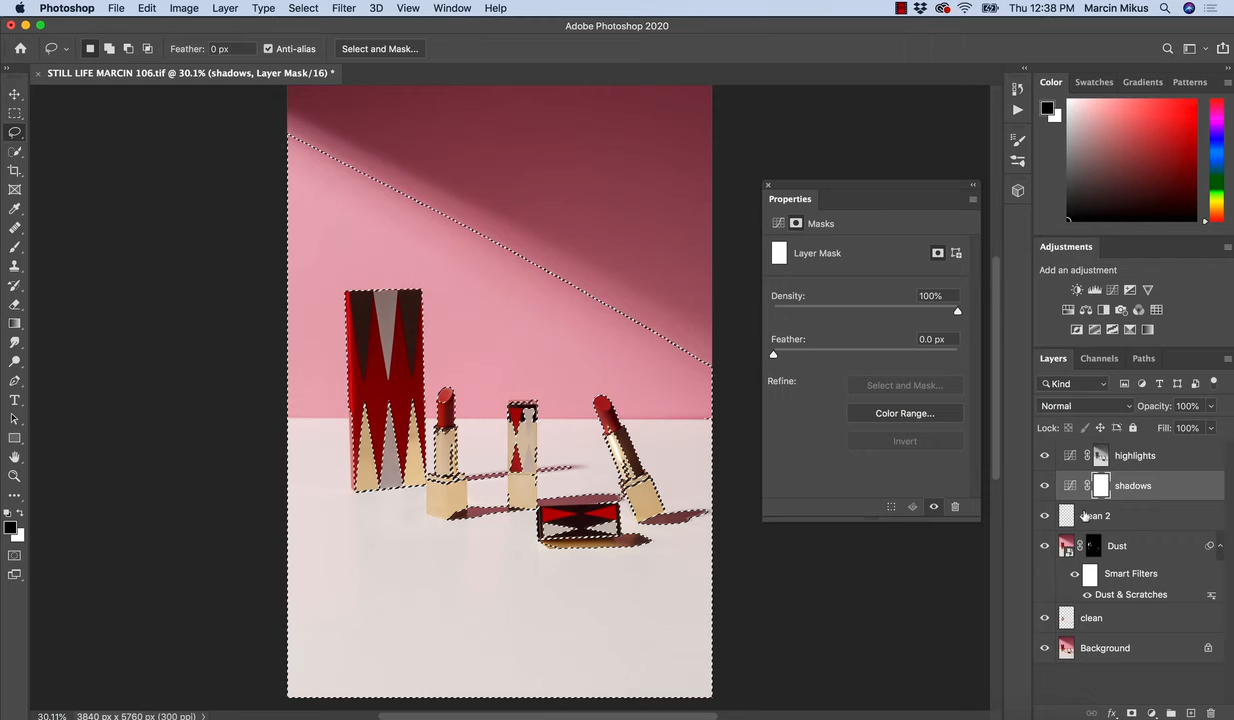 Photoshop File Edit Image Layer Type Select Filter 3D View Window Help Thu 12:38 PM Marcin Mikus
Adobe Photoshop 2020
Feather: 0 px Anti-alias Select and Mask...
× STILL LIFE MARCIN 106.tif @ 30.1% (shadows, Layer Mask/16) *
Color Swatches Gradients Patterns
Properties
Masks
Layer Mask
Density: 100%
Feather: 0.0 px
Refine: Select and Mask...
Color Range...
Invert
Adjustments
Add an adjustment
Layers Channels Paths
Kind
Normal Opacity: 100%
Lock: Fill: 100%
highlights
shadows
clean 2
Dust
Smart Filters
Dust & Scratches
clean
Background
30.11% 3840 px x 5760 px (300 ppi)